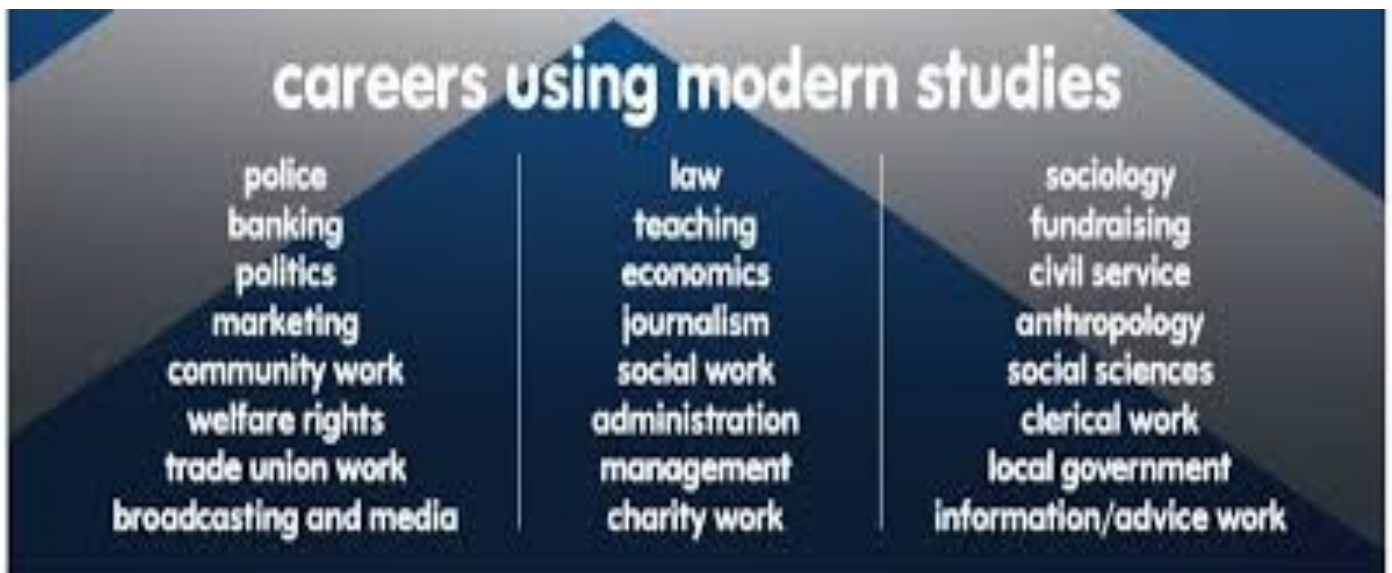 careers using modern studies
police
banking
politics
marketing
community work
welfare rights
trade union work
broadcasting and media
law
teaching
economics
journalism
social work
administration
management
charity work
sociology
fundraising
civil service
anthropology
social sciences
clerical work
local government
information/advice work